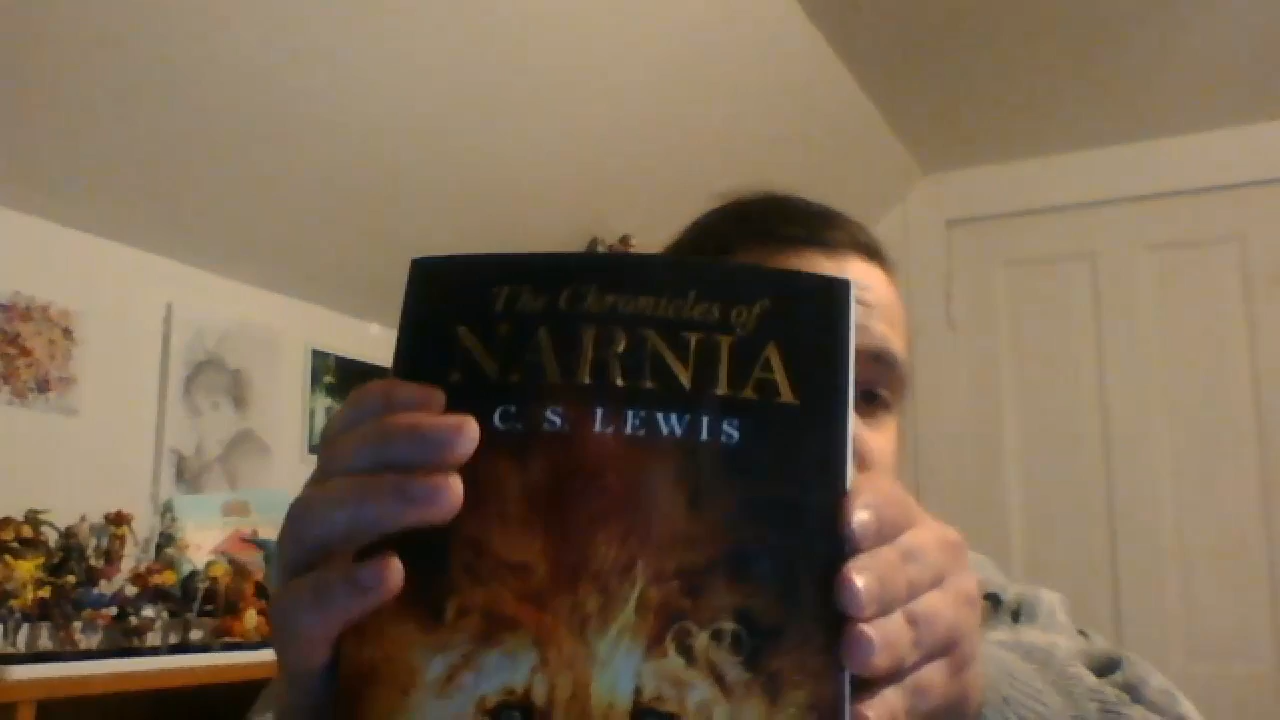 The Chronicles of
NARNIA
C. S. LEWIS